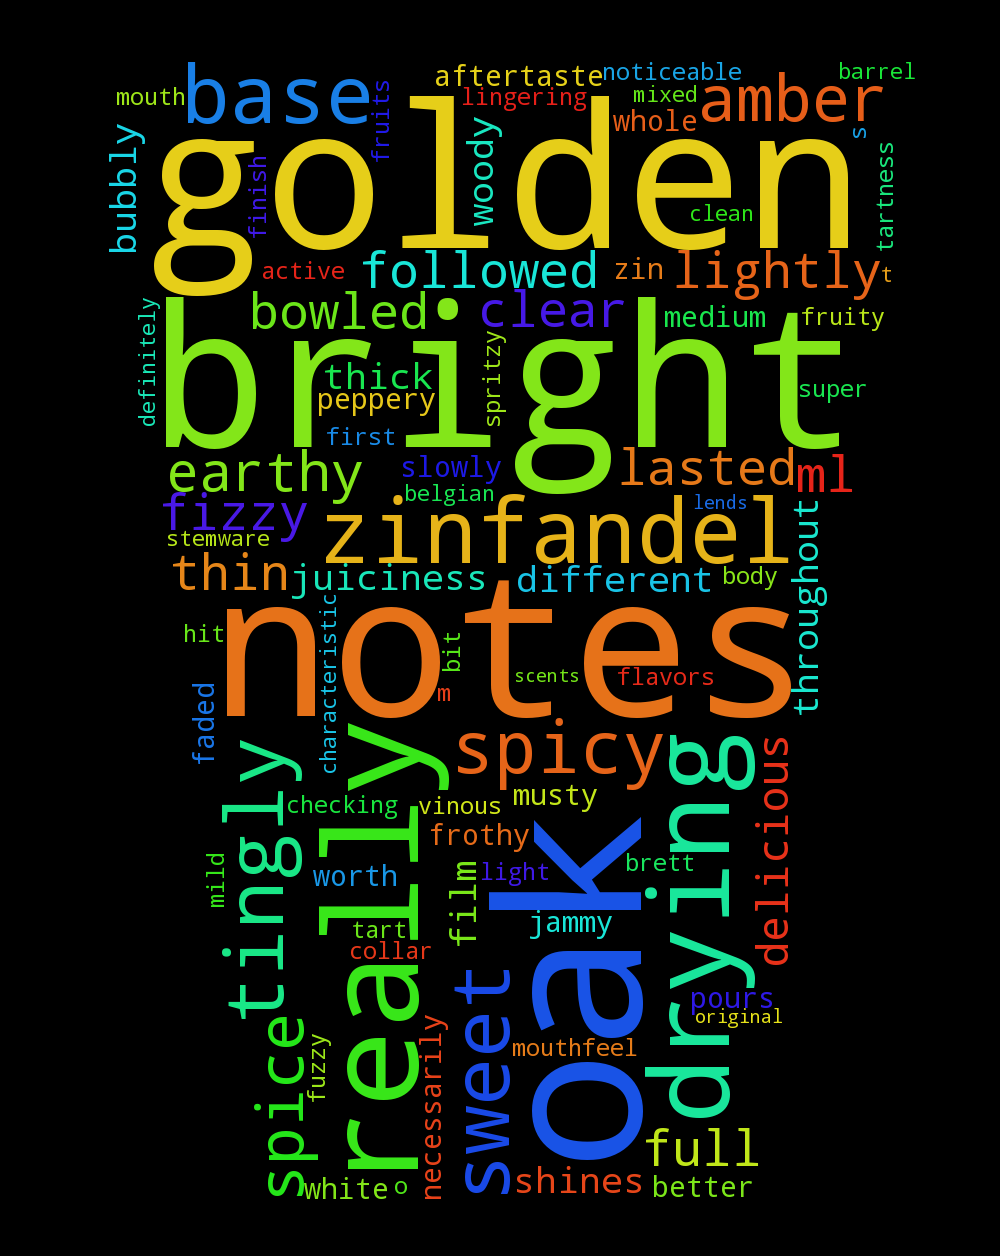 aftertaste
noticeable
barrel
base
mouth
lingering
mixed
amber
fruits
whole
golden
woody
s
bubbly
finish
clean
tartness
active
followed
zin
lightly
t
bowled
clear
medium
fruity
definitely
bright
spritzy
thick
peppery
super
first
earthy
slowly
lasted
ml
belgian
fizzy
zinfandel
lends
stemware
thin
juiciness
different
body
throughout
notes
hit
characteristic
bit
scents
flavors
m
faded
really
spicy
drying
delicious
tingly
checking
vinous
musty
frothy
oak
mild
worth
film
light
brett
jammy
tart
collar
sweet
pours
original
spice
fuzzy
necessarily
mouthfeel
full
white
o
shines
better